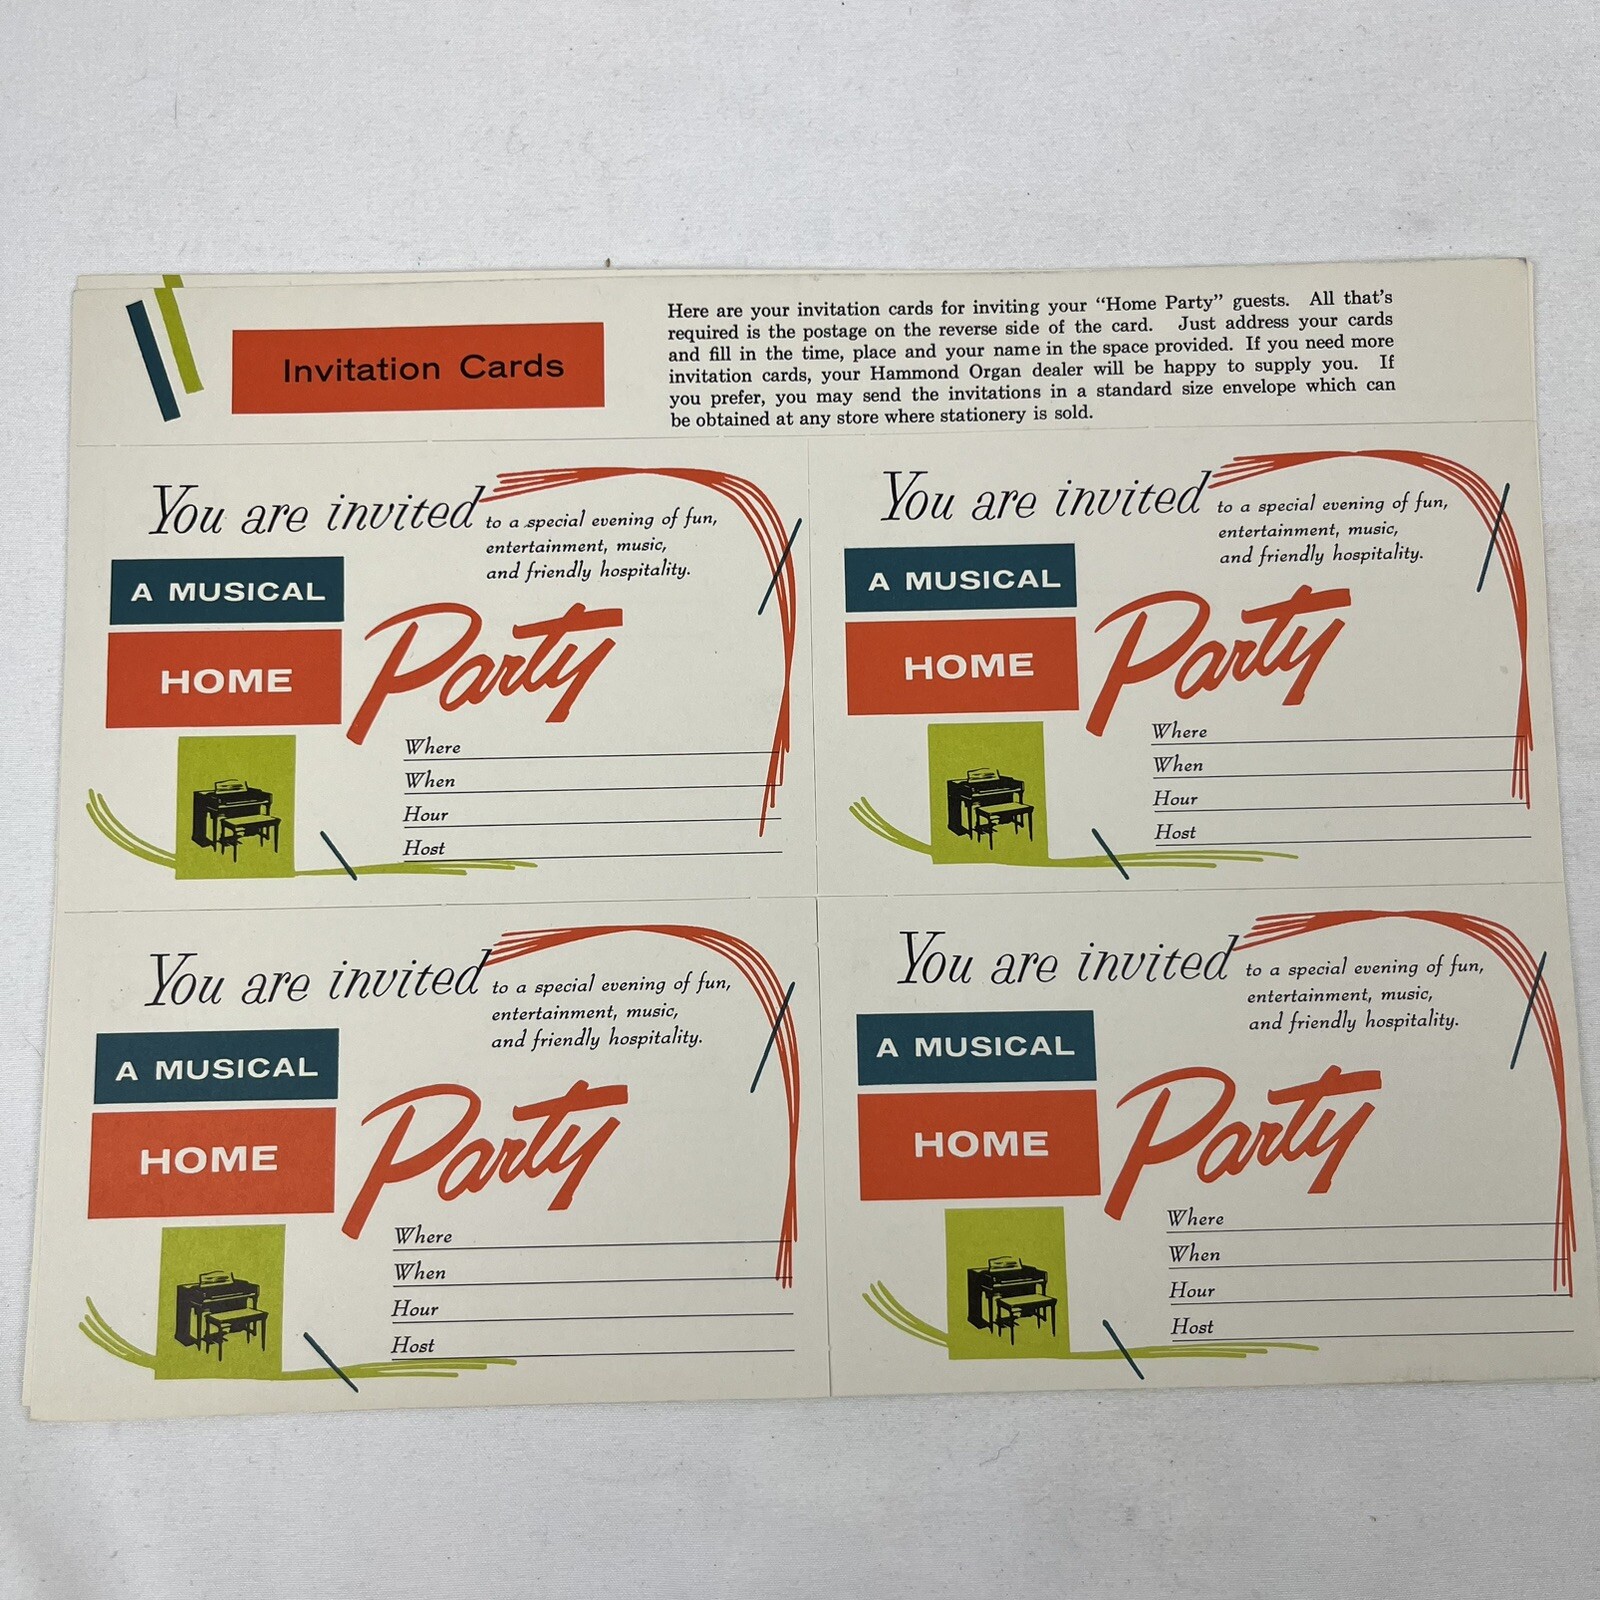 Invitation Cards
Here are your invitation cards for inviting your “Home Party” guests. All that’s
required is the postage on the reverse side of the card. Just address your cards
and fill in the time, place and your name in the space provided. If you need more
invitation cards, your Hammond Organ dealer will be happy to supply you. If
you prefer, you may send the invitations in a standard size envelope which can
be obtained at any store where stationery is sold.
You are invited to a special evening of fun,
entertainment, music,
and friendly hospitality.
A MUSICAL
HOME
Party
Where
When
Hour
Host
You are invited to a special evening of fun,
entertainment, music,
and friendly hospitality.
A MUSICAL
HOME
Party
Where
When
Hour
Host
You are invited to a special evening of fun,
entertainment, music,
and friendly hospitality.
A MUSICAL
HOME
Party
Where
When
Hour
Host
You are invited to a special evening of fun,
entertainment, music,
and friendly hospitality.
A MUSICAL
HOME
Party
Where
When
Hour
Host